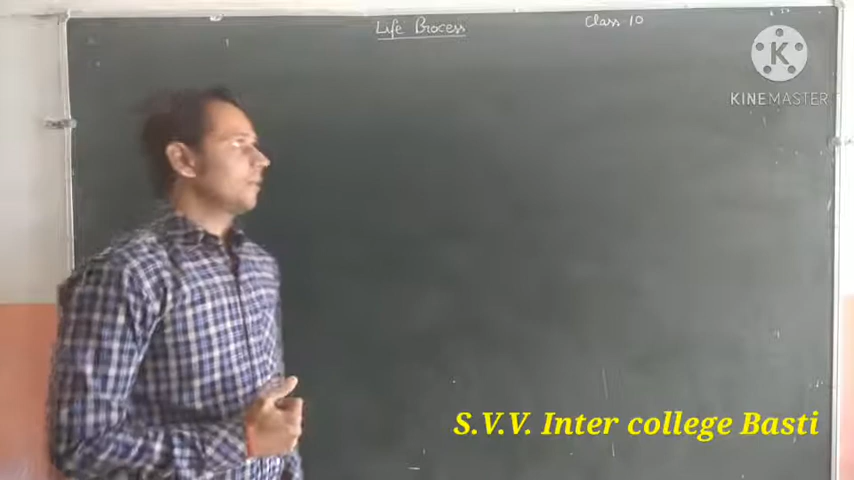 Life Process
Class 10
K
KINEMASTER
S.V.V. Inter college Basti